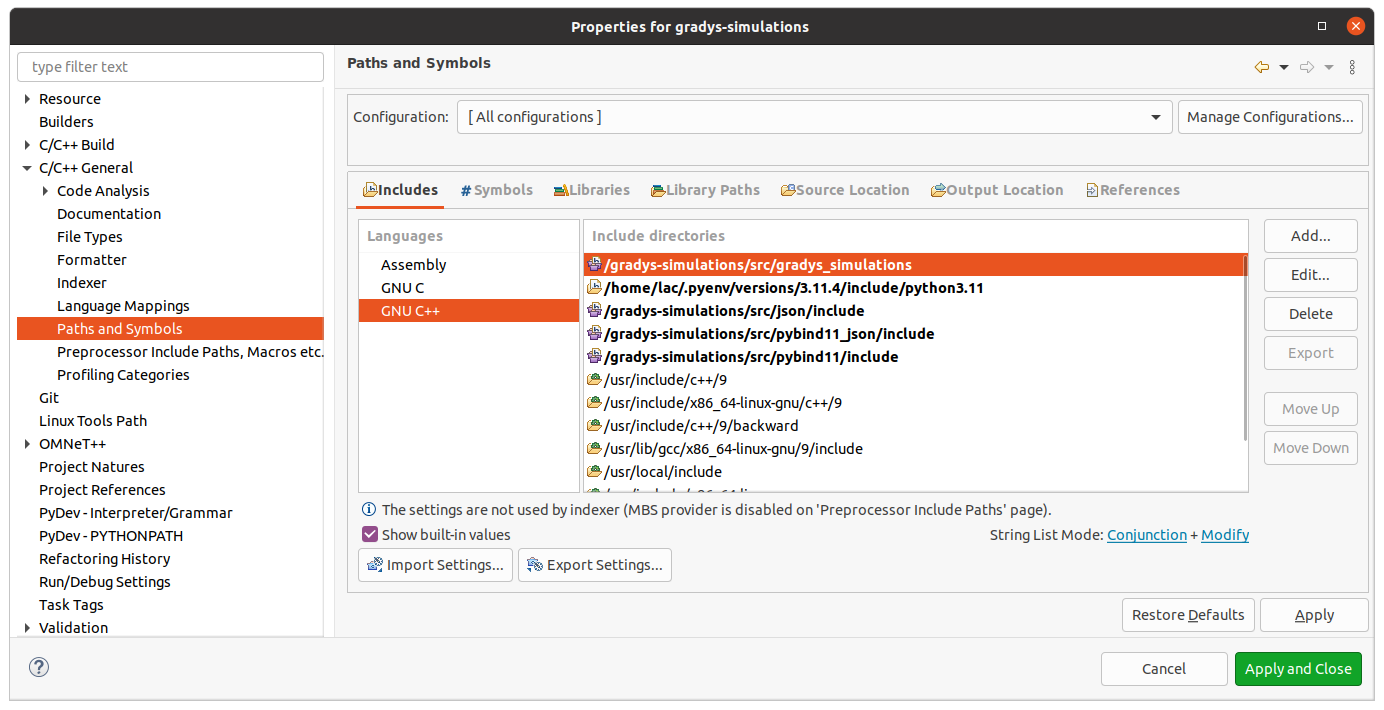 Properties for gradys-simulations
type filter text
Resource
Builders
C/C++ Build
C/C++ General
Code Analysis
Documentation
File Types
Formatter
Indexer
Language Mappings
Paths and Symbols
Preprocessor Include Paths, Macros etc.
Profiling Categories
Git
Linux Tools Path
OMNeT++
Project Natures
Project References
PyDev - Interpreter/Grammar
PyDev - PYTHONPATH
Refactoring History
Run/Debug Settings
Task Tags
Validation
Paths and Symbols
Configuration: [ All configurations ] Manage Configurations...
Includes # Symbols Libraries Library Paths Source Location Output Location References
Languages
Assembly
GNU C
GNU C++
Include directories
/gradys-simulations/src/gradys_simulations
/home/lac/.pyenv/versions/3.11.4/include/python3.11
/gradys-simulations/src/json/include
/gradys-simulations/src/pybind11_json/include
/gradys-simulations/src/pybind11/include
/usr/include/c++/9
/usr/include/x86_64-linux-gnu/c++/9
/usr/include/c++/9/backward
/usr/lib/gcc/x86_64-linux-gnu/9/include
/usr/local/include
Add...
Edit...
Delete
Export
Move Up
Move Down
The settings are not used by indexer (MBS provider is disabled on 'Preprocessor Include Paths' page).
Show built-in values
String List Mode: Conjunction + Modify
Import Settings... Export Settings...
Restore Defaults Apply
? Cancel Apply and Close